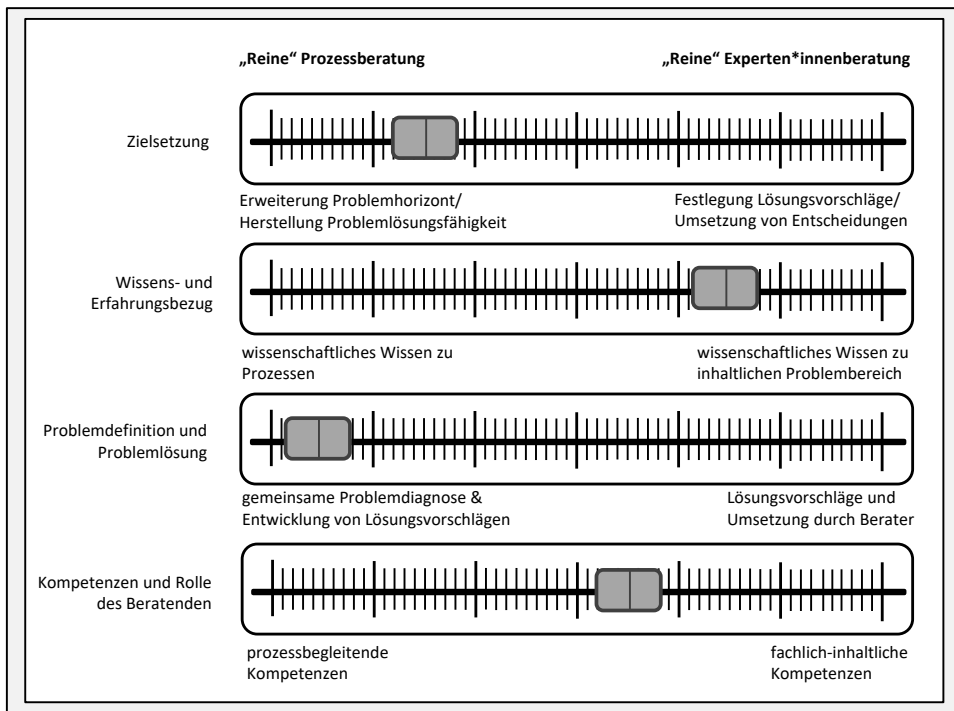 „Reine“ Prozessberatung
„Reine“ Experten*innenberatung
Zielsetzung
Erweiterung Problemhorizont/
Herstellung Problemlösungsfähigkeit
Festlegung Lösungsvorschläge/
Umsetzung von Entscheidungen
Wissens- und
Erfahrungsbezug
wissenschaftliches Wissen zu
Prozessen
wissenschaftliches Wissen zu
inhaltlichen Problembereich
Problemdefinition und
Problemlösung
gemeinsame Problemdiagnose &
Entwicklung von Lösungsvorschlägen
Lösungsvorschläge und
Umsetzung durch Berater
Kompetenzen und Rolle
des Beratenden
prozessbegleitende
Kompetenzen
fachlich-inhaltliche
Kompetenzen